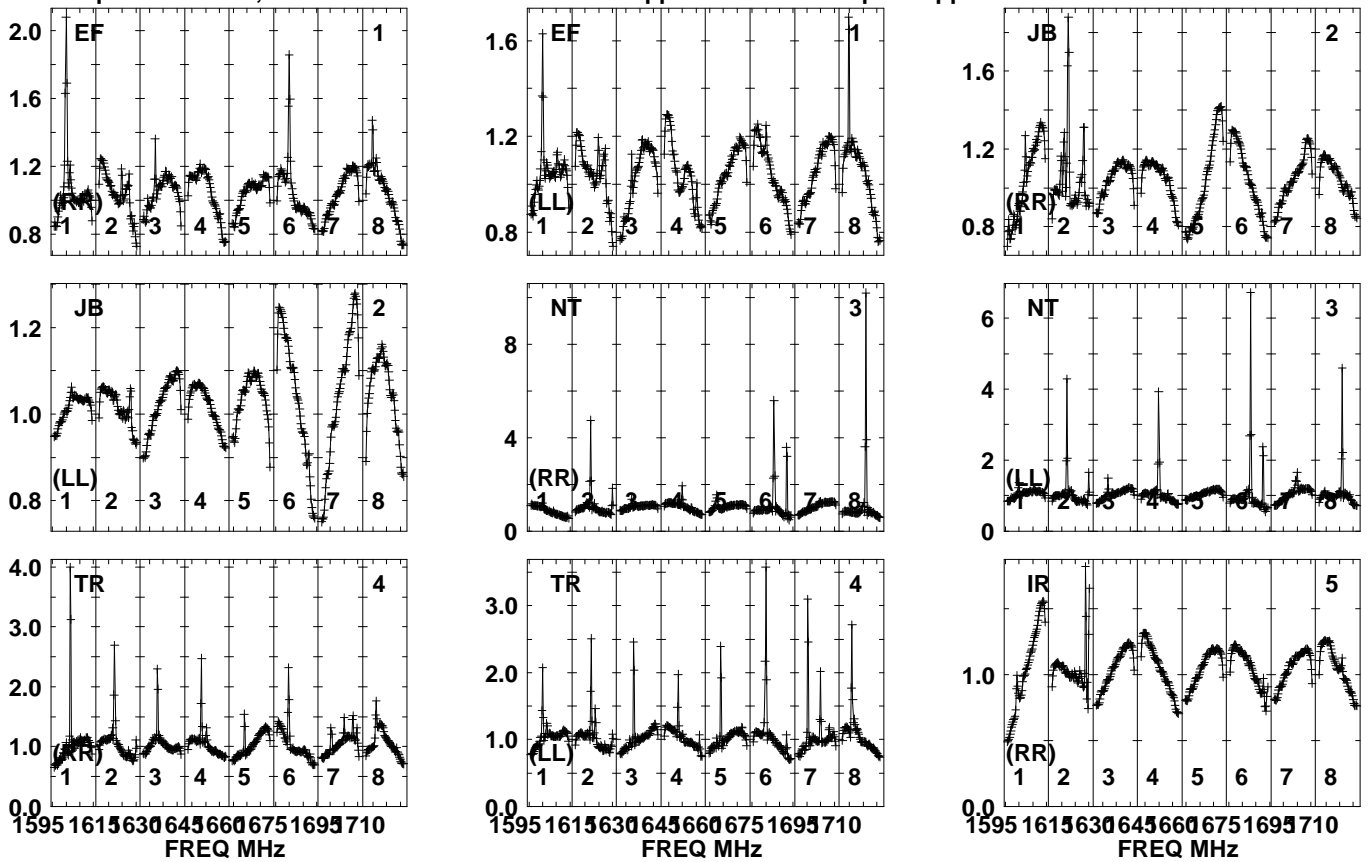 EF 1
2.0
1.6
1.2
0.8
(RR)
1 2 3 4 5 6 7 8
EF 1
1.6
1.2
0.8
(LL)
1 2 3 4 5 6 7 8
JB 2
1.6
1.2
0.8
(RR)
1 2 3 4 5 6 7 8
JB 2
1.2
1.0
0.8
(LL)
1 2 3 4 5 6 7 8
NT 3
8
4
0
(RR)
1 2 3 4 5 6 7 8
NT 3
6
4
2
0
(LL)
1 2 3 4 5 6 7 8
TR 4
4.0
3.0
2.0
1.0
0.0
(RR)
1 2 3 4 5 6 7 8
1595 1615 1630 1645 1660 1675 1695 1710
FREQ MHz
TR 4
3.0
2.0
1.0
0.0
(LL)
1 2 3 4 5 6 7 8
1595 1615 1630 1645 1660 1675 1695 1710
FREQ MHz
IR 5
1.0
0.0
(RR)
1 2 3 4 5 6 7 8
1595 1615 1630 1645 1660 1675 1695 1710
FREQ MHz